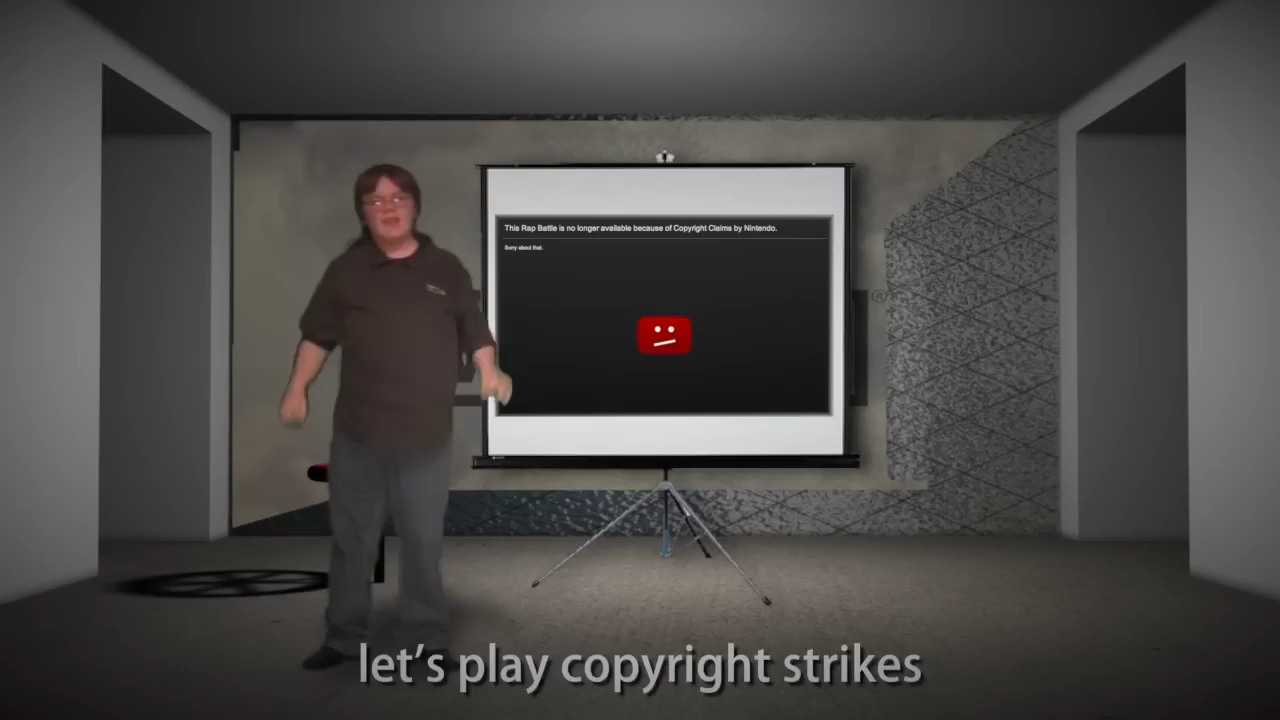 This Rap Battle is no longer available because of Copyright Claims by Nintendo.
Sorry about that.
®
let's play copyright strikes